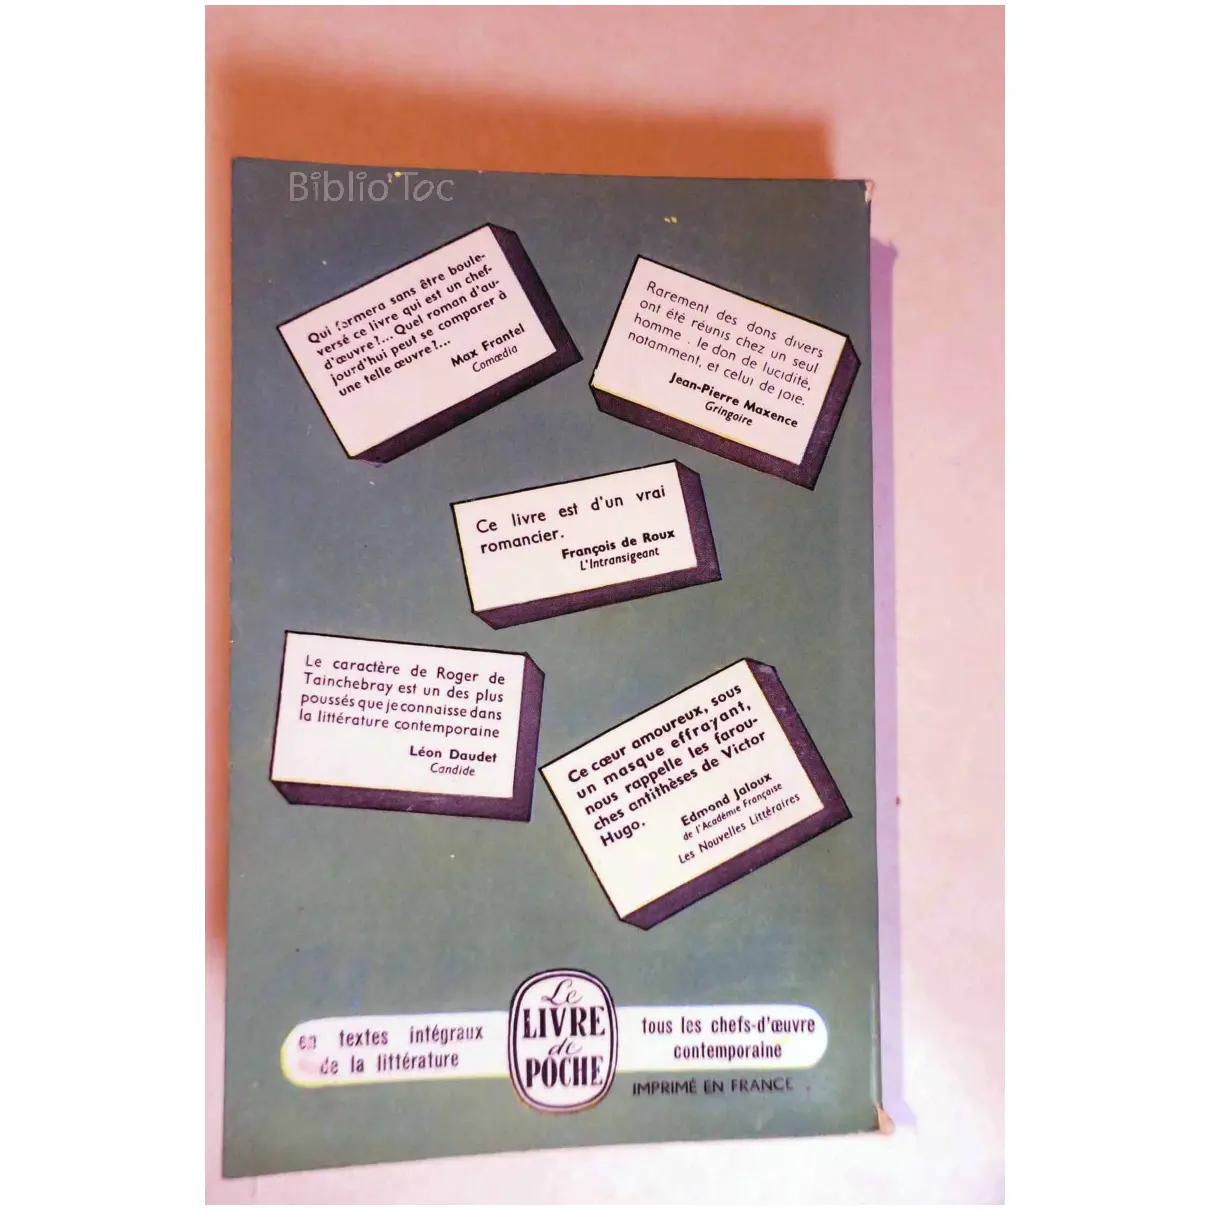 Biblio'Toc
Qui fermera sans être boule-
versé ce livre qui est un chef-
d'œuvre?... Quel roman d'au-
jourd'hui peut se comparer à
une telle œuvre?...
Max Frantel
Comœdia
Rarement des dons divers
ont été réunis chez un seul
homme : le don de lucidité,
notamment, et celui de joie.
Jean-Pierre Maxence
Gringoire
Ce livre est d'un vrai
romancier.
François de Roux
L'Intransigeant
Le caractère de Roger de
Tainchebray est un des plus
poussés que je connaisse dans
la littérature contemporaine
Léon Daudet
Candide
Ce cœur amoureux, sous
un masque effrayant,
nous rappelle les farou-
ches antithèses de Victor
Hugo.
Edmond Jaloux
de l'Académie Française
Les Nouvelles Littéraires
en textes intégraux
de la littérature
Le
LIVRE
de
POCHE
tous les chefs-d'œuvre
contemporaine
IMPRIMÉ EN FRANCE